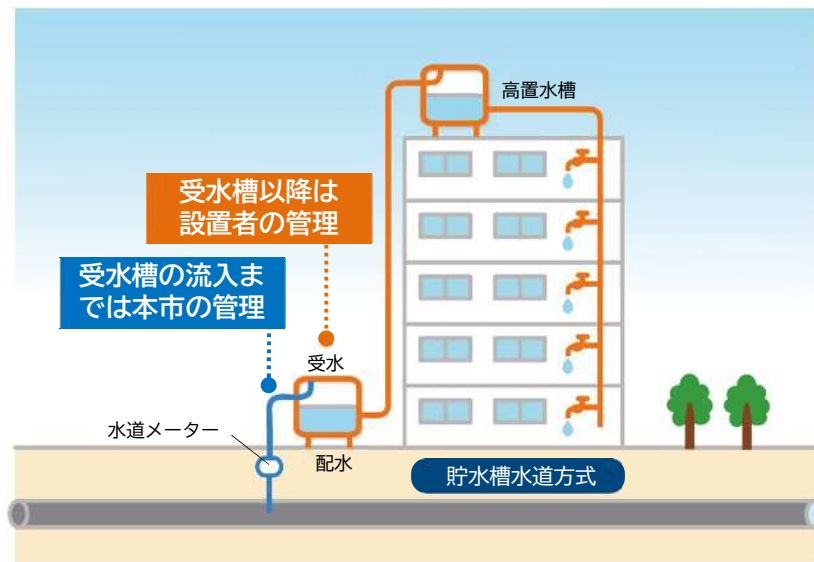 高置水槽
受水槽以降は
設置者の管理
受水槽の流入ま
では本市の管理
受水
水道メーター
配水
貯水槽水道方式